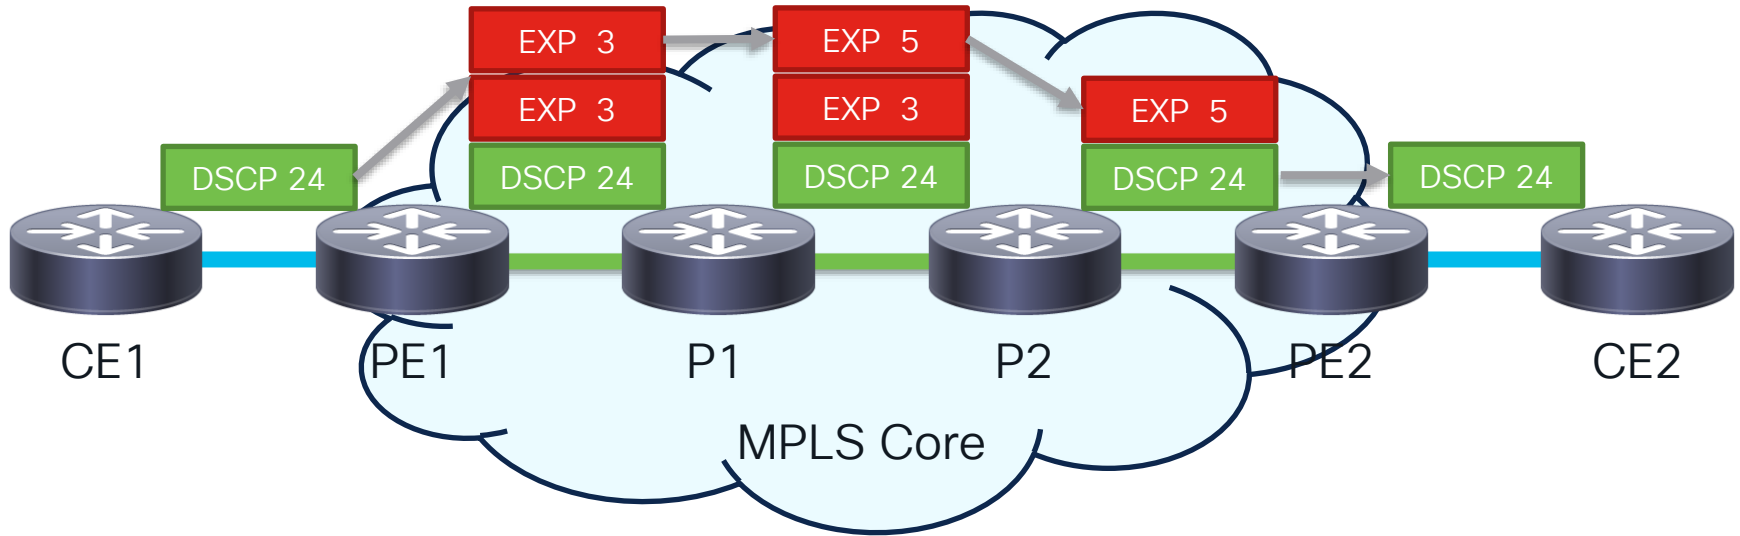 EXP 3
EXP 5
EXP 3
EXP 3
EXP 5
DSCP 24
DSCP 24
DSCP 24
DSCP 24
DSCP 24
CE1
PE1
P1
P2
PE2
CE2
MPLS Core